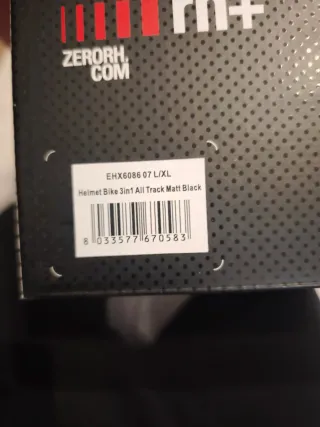 rh+
ZERORH.
COM
EHX6086 07 L/XL
Helmet Bike 3in1 All Track Matt Black
8 033577 670583